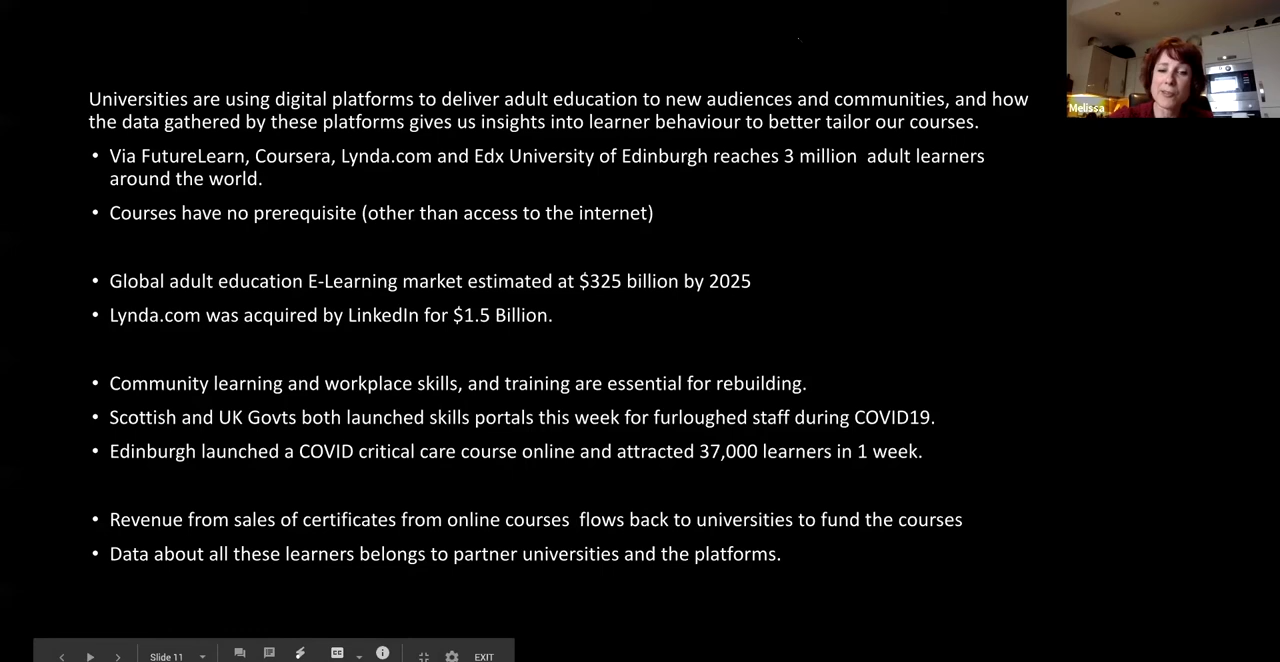 Universities are using digital platforms to deliver adult education to new audiences and communities, and how
the data gathered by these platforms gives us insights into learner behaviour to better tailor our courses.
• Via FutureLearn, Coursera, Lynda.com and Edx University of Edinburgh reaches 3 million  adult learners
around the world.
• Courses have no prerequisite (other than access to the internet)
• Global adult education E-Learning market estimated at $325 billion by 2025
• Lynda.com was acquired by LinkedIn for $1.5 Billion.
• Community learning and workplace skills, and training are essential for rebuilding.
• Scottish and UK Govts both launched skills portals this week for furloughed staff during COVID19.
• Edinburgh launched a COVID critical care course online and attracted 37,000 learners in 1 week.
• Revenue from sales of certificates from online courses  flows back to universities to fund the courses
• Data about all these learners belongs to partner universities and the platforms.
Melissa
Slide 11
CC
EXIT